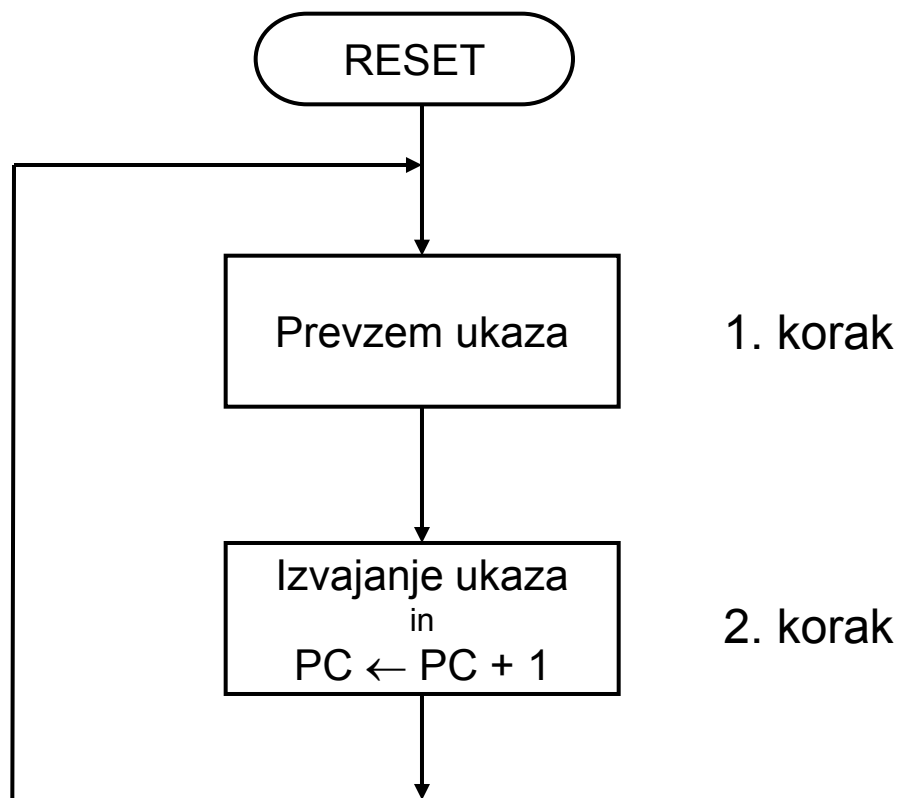 RESET
Prevzem ukaza
1. korak
Izvajanje ukaza
in
PC ← PC + 1
2. korak